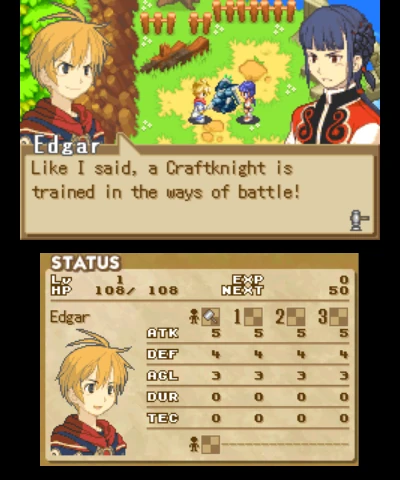 Edgar
Like I said, a Craftknight is
trained in the ways of battle!
STATUS
Lv 1 EXP 0
HP 108/ 108 NEXT 50
Edgar 1 2 3
ATK 5 5 5 5
DEF 4 4 4 4
AGL 3 3 3 3
DUR 0 0 0 0
TEC 0 0 0 0